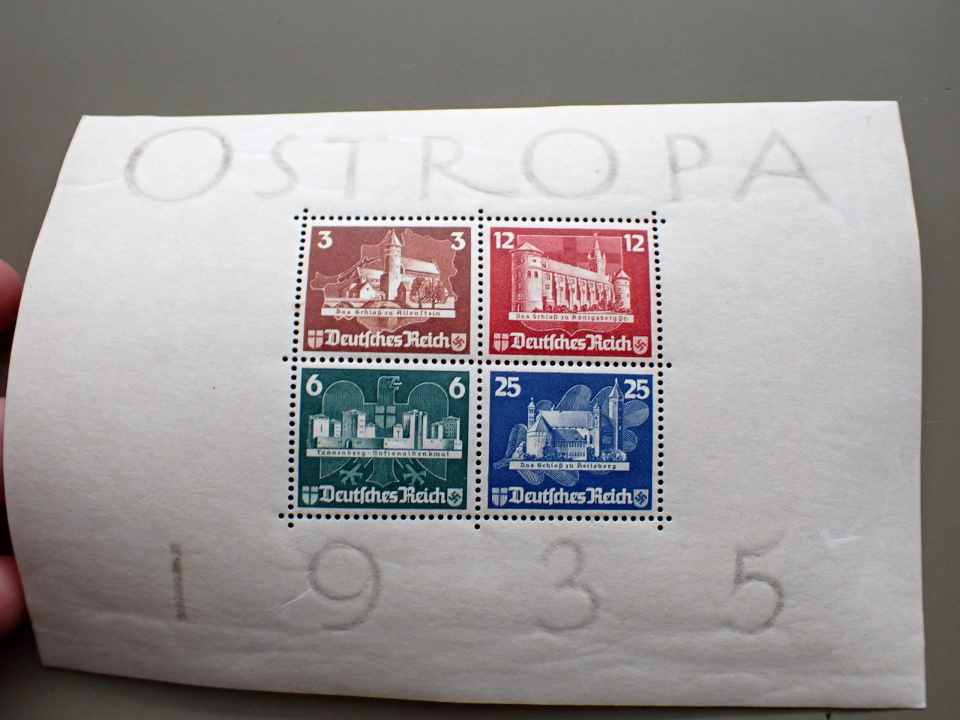 OSTROPA
3 3
Das Schloß zu Allenstein
Deutsches Reich
12 12
Das Schloß zu Königsberg Pr.
Deutsches Reich
6 6
Tannenberg-Nationaldenkmal
Deutsches Reich
25 25
Das Schloß zu Heilsberg
Deutsches Reich
1935